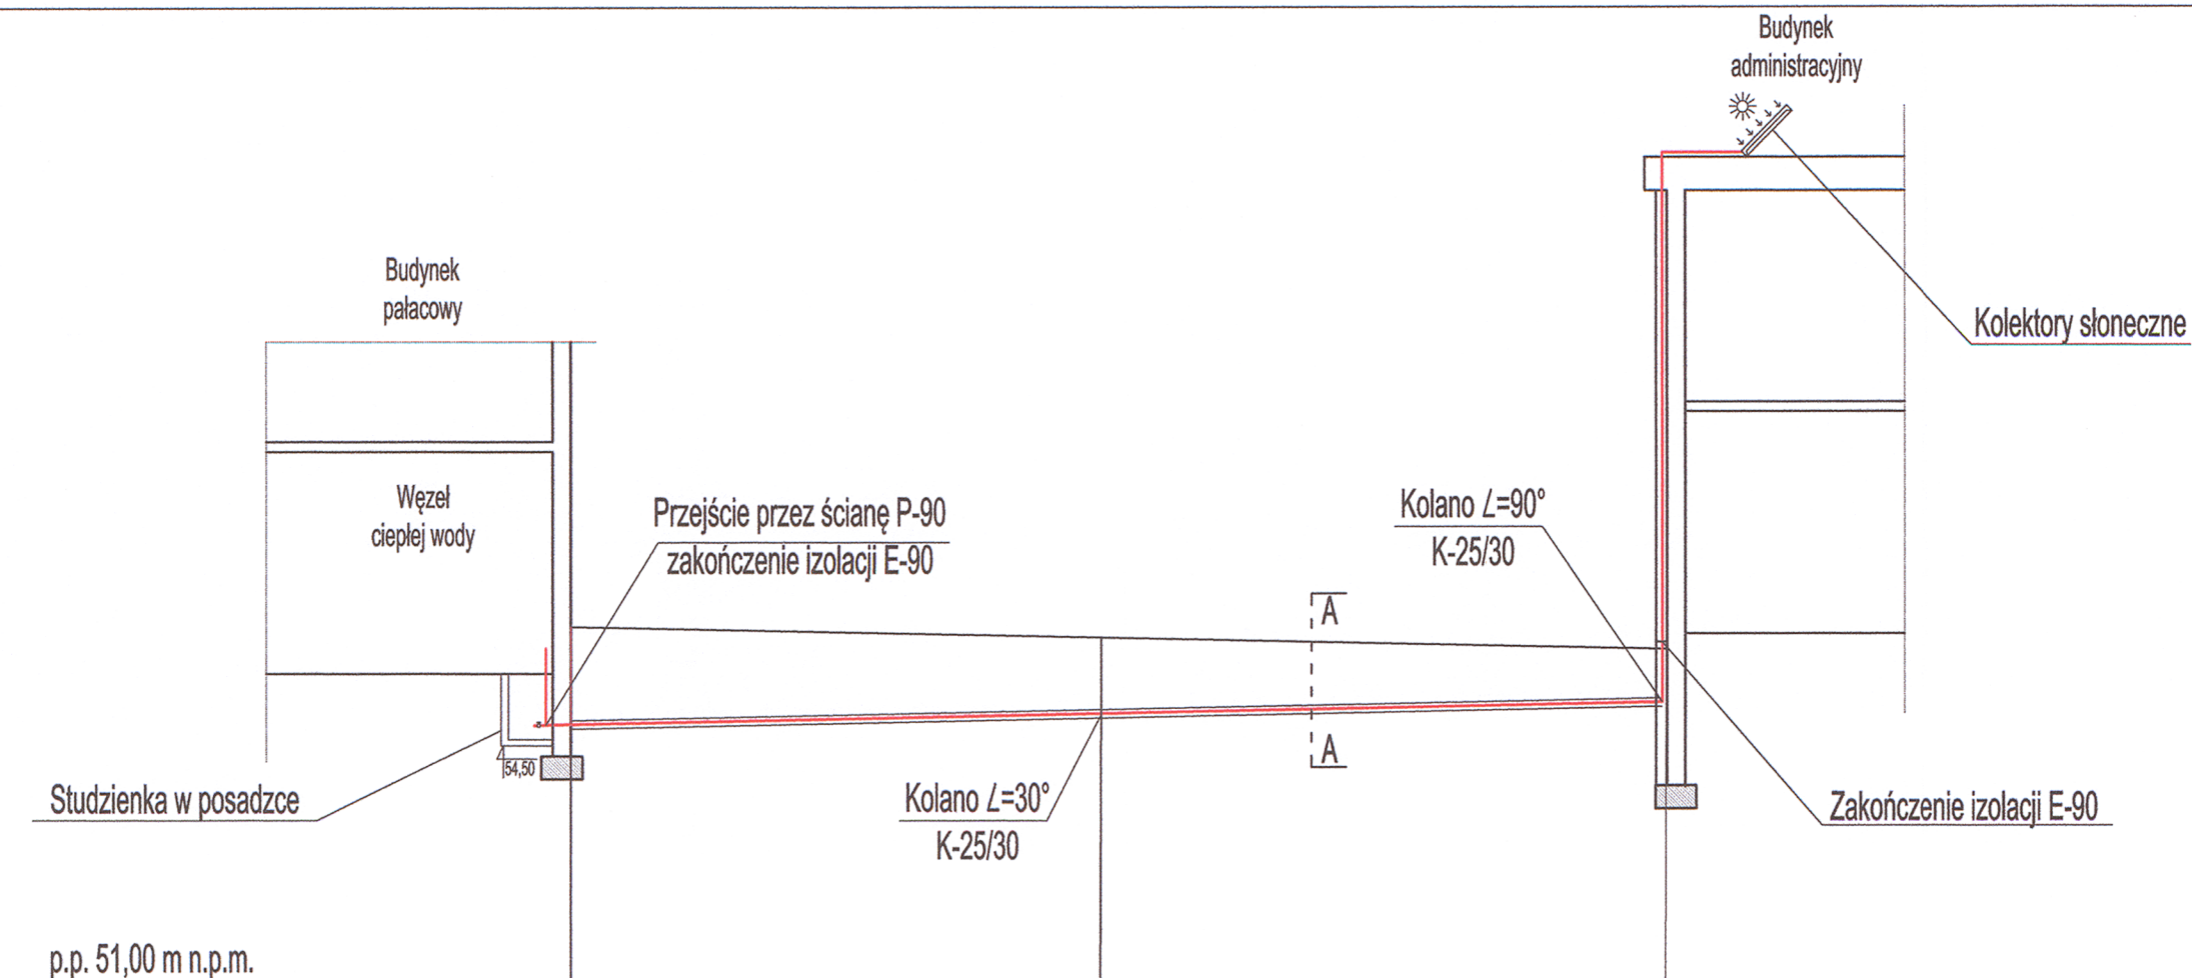 Budynek
administracyjny
Kolektory słoneczne
Budynek
pałacowy
Węzeł
ciepłej wody
Przejście przez ścianę P-90
zakończenie izolacji E-90
Kolano ∠=90°
K-25/30
A
A
54,50
Studzienka w posadzce
Kolano ∠=30°
K-25/30
Zakończenie izolacji E-90
p.p. 51,00 m n.p.m.